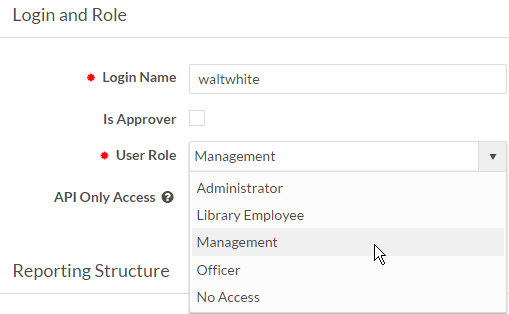 Login and Role
Login Name waltwhite
Is Approver
User Role Management
API Only Access
Administrator
Library Employee
Management
Officer
No Access
Reporting Structure